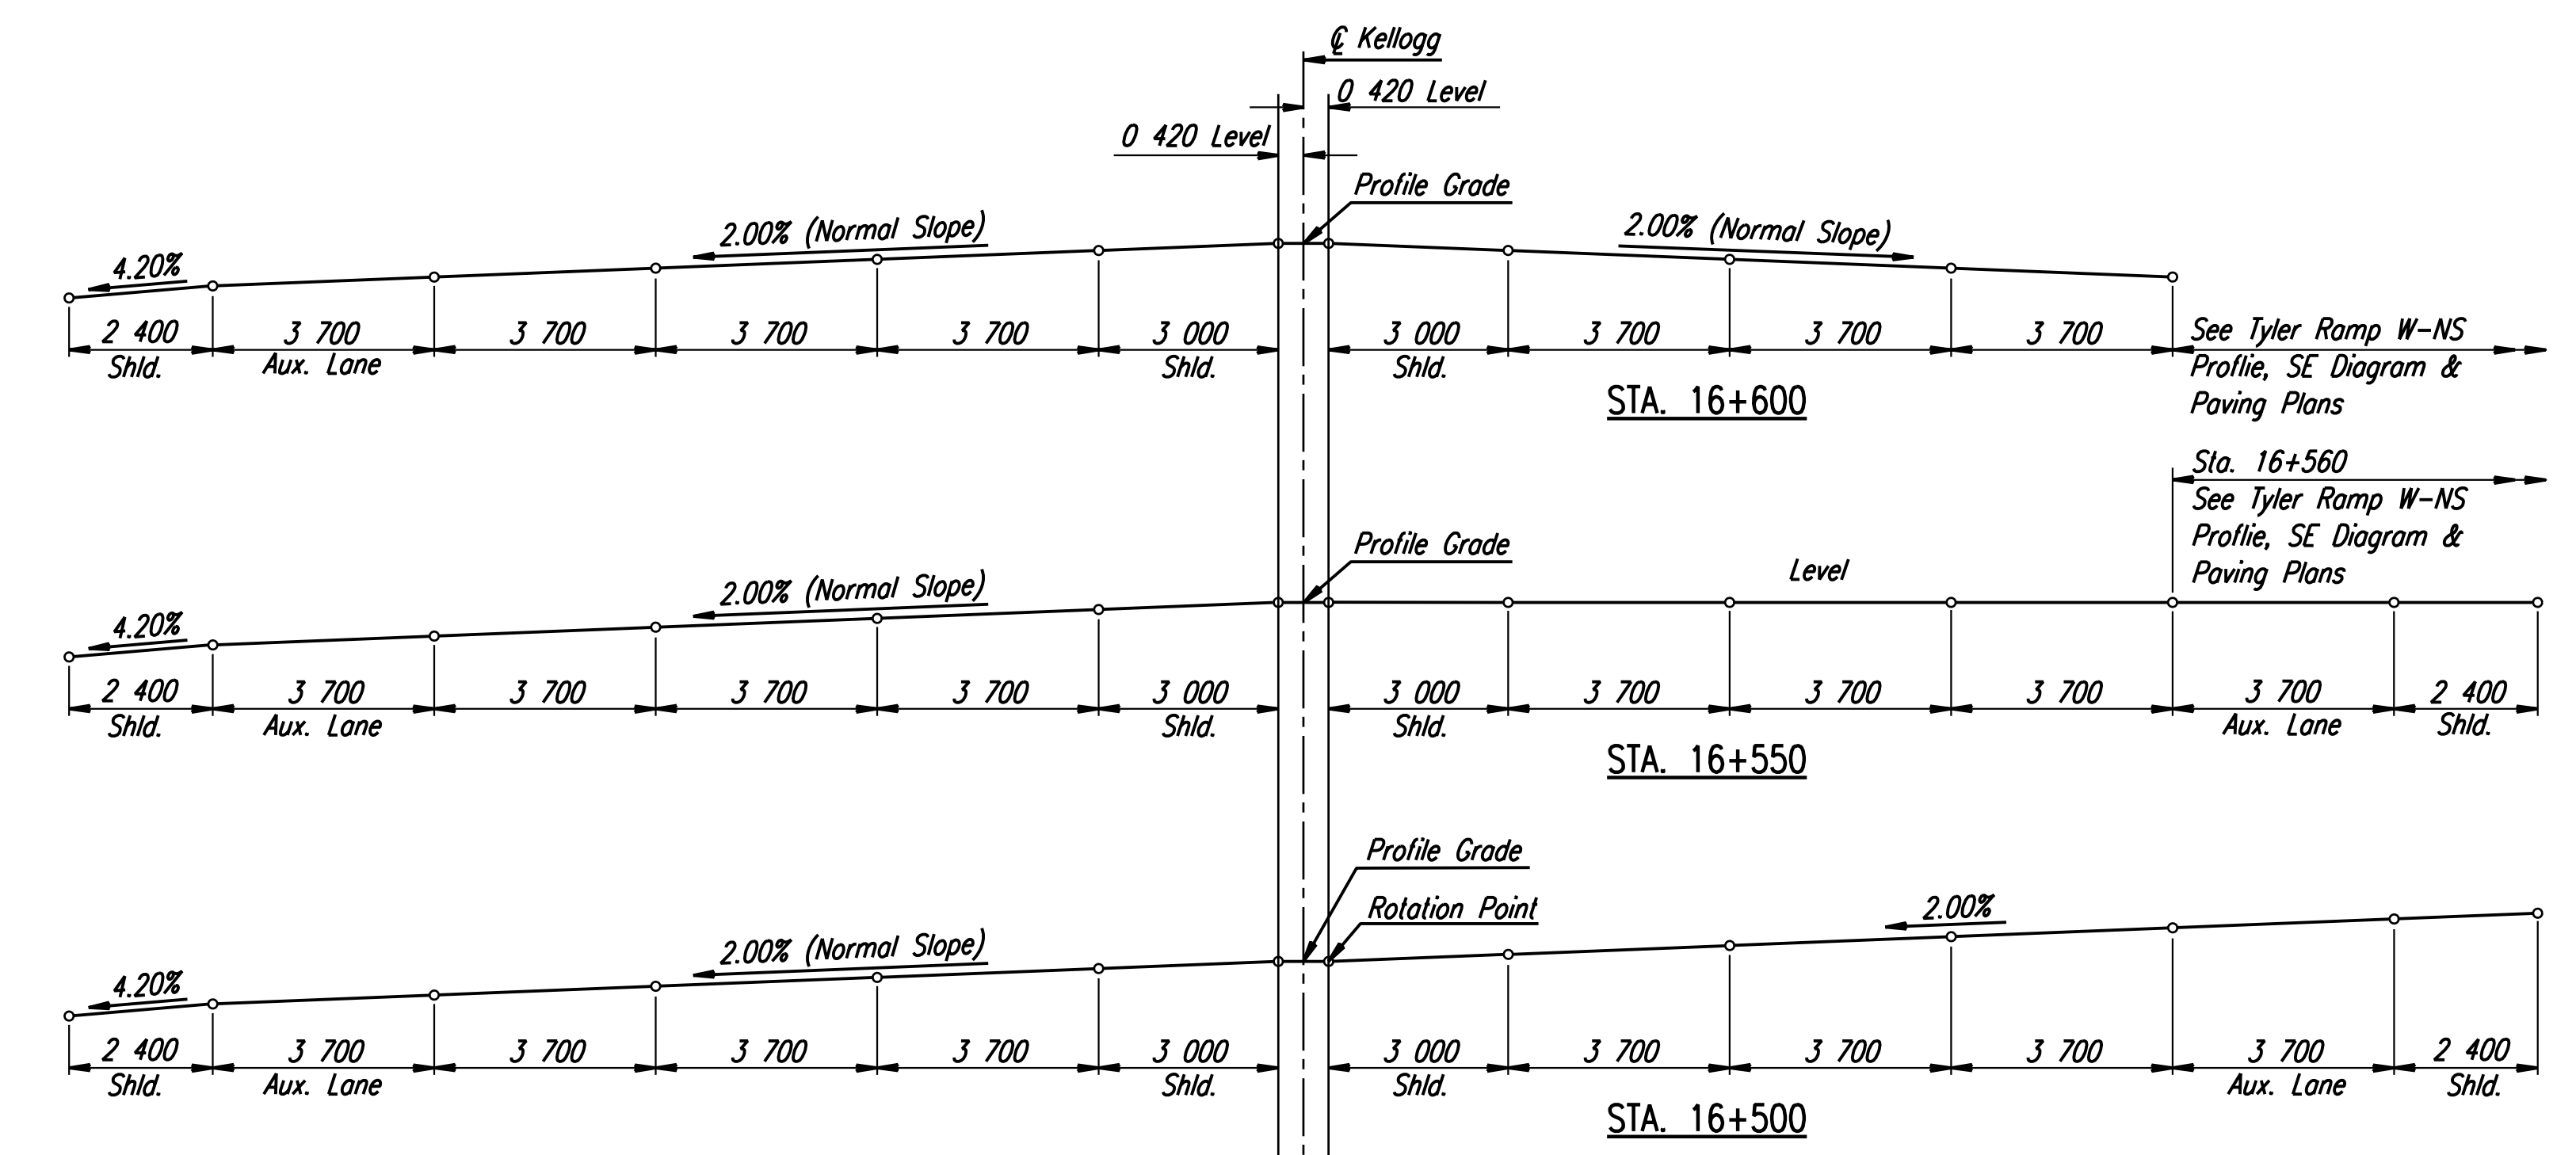 ℄ Kellogg
0 420 Level
0 420 Level
Profile Grade
2.00% (Normal Slope)
2.00% (Normal Slope)
4.20%
2 400
3 700
3 700
3 700
3 700
3 000
3 000
3 700
3 700
3 700
See Tyler Ramp W-NS
Shld.
Aux. Lane
Shld.
Shld.
Proflie, SE Diagram &
Paving Plans
STA. 16+600
Sta. 16+560
See Tyler Ramp W-NS
Proflie, SE Diagram &
Paving Plans
Profile Grade
Level
2.00% (Normal Slope)
4.20%
2 400
3 700
3 700
3 700
3 700
3 000
3 000
3 700
3 700
3 700
3 700
2 400
Shld.
Aux. Lane
Shld.
Shld.
Aux. Lane
Shld.
STA. 16+550
Profile Grade
Rotation Point
2.00%
2.00% (Normal Slope)
4.20%
2 400
3 700
3 700
3 700
3 700
3 000
3 000
3 700
3 700
3 700
3 700
2 400
Shld.
Aux. Lane
Shld.
Shld.
Aux. Lane
Shld.
STA. 16+500